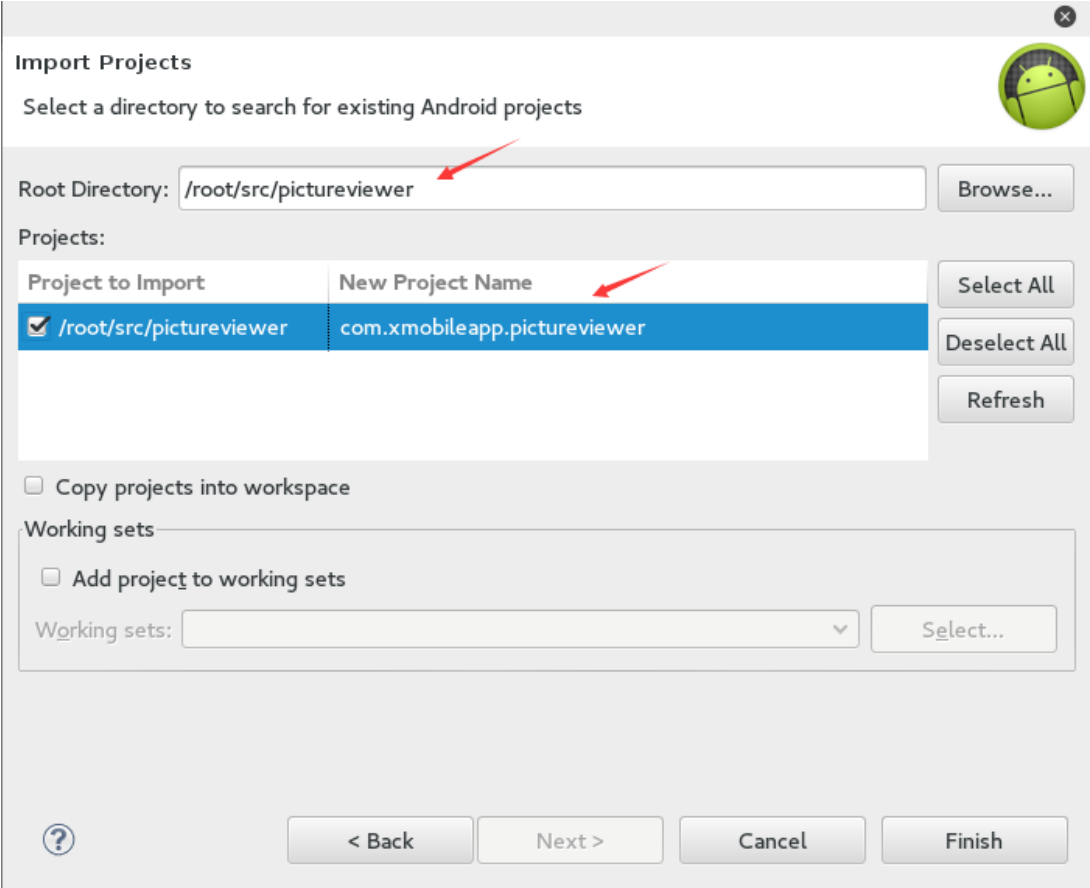 Import Projects
Select a directory to search for existing Android projects
Root Directory: /root/src/pictureviewer Browse...
Projects:
Project to Import New Project Name Select All
/root/src/pictureviewer com.xmobileapp.pictureviewer
Deselect All
Refresh
Copy projects into workspace
Working sets
Add project to working sets
Working sets: Select...
? < Back Next > Cancel Finish